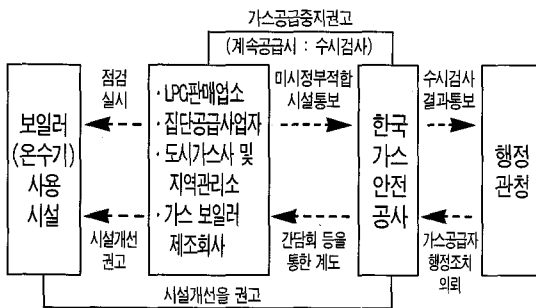 가스공급중지권고
(계속공급시 : 수시검사)
보일러
(온수기)
사용
시설
점검
실시
시설개선
권고
· LPG판매업소
· 집단공급사업자
· 도시가스사 및
지역관리소
· 가스 보일러
제조회사
미시정부적합
시설통보
간담회 등을
통한 계도
한국
가스
안전
공사
수시검사
결과통보
가스공급자
행정조치
의뢰
행정
관청
시설개선을 권고